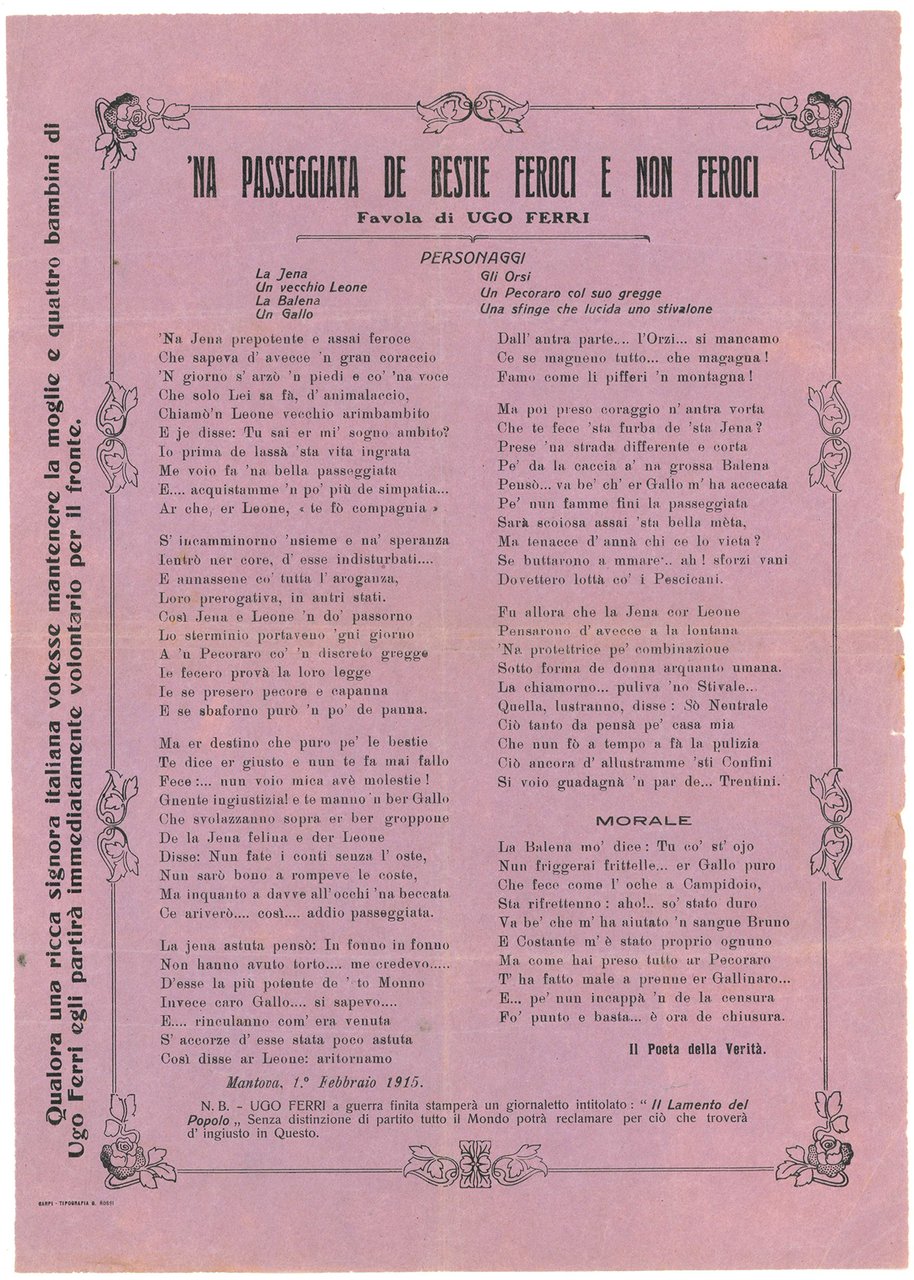 'NA PASSEGGIATA DE BESTIE FEROCI E NON FEROCI
Favola di UGO FERRI
PERSONAGGI
La Jena
Un vecchio Leone
La Balena
Un Gallo
Gli Orsi
Un Pecoraro col suo gregge
Una sfinge che lucida uno stivalone
'Na Jena prepotente e assai feroce
Che sapeva d' avecce 'n gran coraccio
'N giorno s' arzò 'n piedi e co' 'na voce
Che solo Lei sa fà, d' animalaccio,
Chiamò'n Leone vecchio arimbambito
E je disse: Tu sai er mi' sogno ambito?
Io prima de lassà 'sta vita ingrata
Me voio fa 'na bella passeggiata
E.... acquistamme 'n po' più de simpatia...
Ar che, er Leone, « te fò compagnia »
S' incamminorno 'nsieme e na' speranza
Ientrò ner core, d' esse indisturbati....
E annassene co' tutta l' aroganza,
Loro prerogativa, in autri stati.
Così Jena e Leone 'n do' passorno
Lo sterminio portaveno 'gni giorno
A 'n Pecoraro co' 'n discreto gregge
Ie fecero provà la loro legge
Ie se presero pecore e capanna
E se sbaforno purò 'n po' de panna.
Ma er destino che puro pe' le bestie
Te dice er giusto e nun te fa mai fallo
Fece:... nun voio mica avè molestie !
Gnente ingiustizia! e te manno 'n ber Gallo
Che svolazzanno sopra er ber groppone
De la Jena felina e der Leone
Disse: Nun fate i conti senza l' oste,
Nun sarò bono a rompeve le coste,
Ma inquanto a davve all'occhi 'na beccata
Ce ariverò.... così.... addio passeggiata.
La jena astuta pensò: In fonno in fonno
Non hanno avuto torto.... me credevo.....
D'esse la più potente de ' to Monno
Invece caro Gallo.... si sapevo....
E.... rinculanno com' era venuta
S' accorze d' esse stata poco astuta
Così disse ar Leone: aritornamo
Mantova, 1.º Febbraio 1915.
Dall' antra parte.... l'Orzi... si mancamo
Ce se magneno tutto... che magagna !
Famo come li pifferi 'n montagna !
Ma poi preso coraggio n' antra vorta
Che te fece 'sta furba de 'sta Jena ?
Prese 'na strada differente e corta
Pe' da la caccia a' na grossa Balena
Pensò... va be' ch' er Gallo m' ha accecata
Pe' nun famme finì la passeggiata
Sarà scoiosa assai 'sta bella mèta,
Ma tenacce d' annà chi ce lo vieta ?
Se buttarono a mmare'.. ah ! sforzi vani
Dovettero lottà co' i Pescicani.
Fu allora che la Jena cor Leone
Pensarono d' avecce a la lontana
'Na protettrice pe' combinazione
Sotto forma de donna arquanto umana.
La chiamorno... puliva 'no Stivale...
Quella, lustranno, disse : Sò Neutrale
Ciò tanto da pensà pe' casa mia
Che nun fò a tempo a fà la pulizia
Ciò ancora d' allustramme 'sti Confini
Si voio guadagnà 'n par de... Trentini.
MORALE
La Balena mo' dice : Tu co' st' ojo
Nun friggerai frittelle... er Gallo puro
Che fece come l' oche a Campidoio,
Sta rifrettenno : aho!.. so' stato duro
Va be' che m' ha aiutato 'n sangue Bruno
E Costante m' è stato proprio ognuno
Ma come hai preso tutto ar Pecoraro
T' ha fatto male a prenne er Gallinaro...
E... pe' nun incappà 'n de la censura
Fo' punto e basta... è ora de chiusura.
Il Poeta della Verità.
N. B. - UGO FERRI a guerra finita stamperà un giornaletto intitolato : " Il Lamento del
Popolo „ Senza distinzione di partito tutto il Mondo potrà reclamare per ciò che troverà
d' ingiusto in Questo.
Qualora una ricca signora italiana volesse mantenere la moglie e quattro bambini di
Ugo Ferri egli partirà immediatamente volontario per il fronte.
CARPI - TIPOGRAFIA G. ROSSI